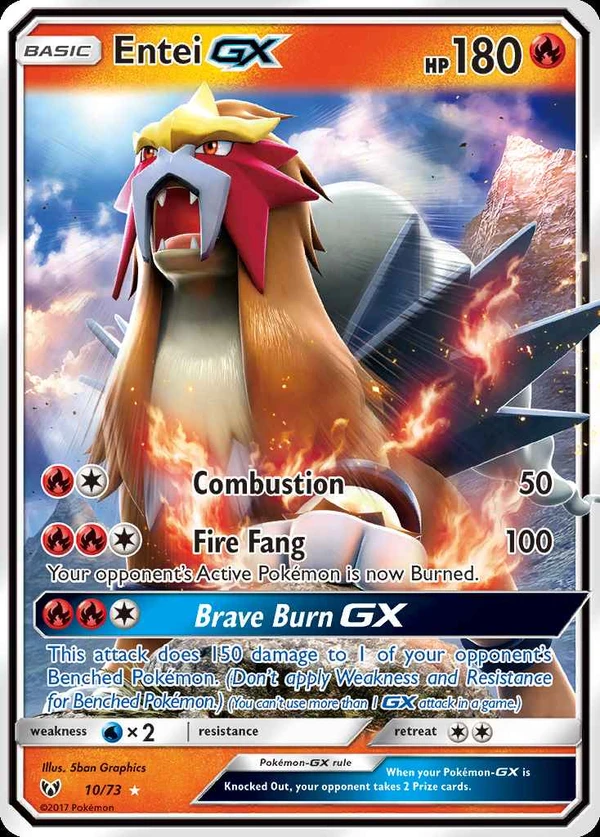 BASIC Entei GX HP 180
Combustion 50
Fire Fang 100
Your opponent's Active Pokémon is now Burned.
Brave Burn GX
This attack does 150 damage to 1 of your opponent's
Benched Pokémon. (Don't apply Weakness and Resistance
for Benched Pokémon.) (You can't use more than 1 GX attack in a game.)
weakness ×2 resistance retreat
Illus. 5ban Graphics
10/73
©2017 Pokémon
Pokémon-GX rule
When your Pokémon-GX is
Knocked Out, your opponent takes 2 Prize cards.